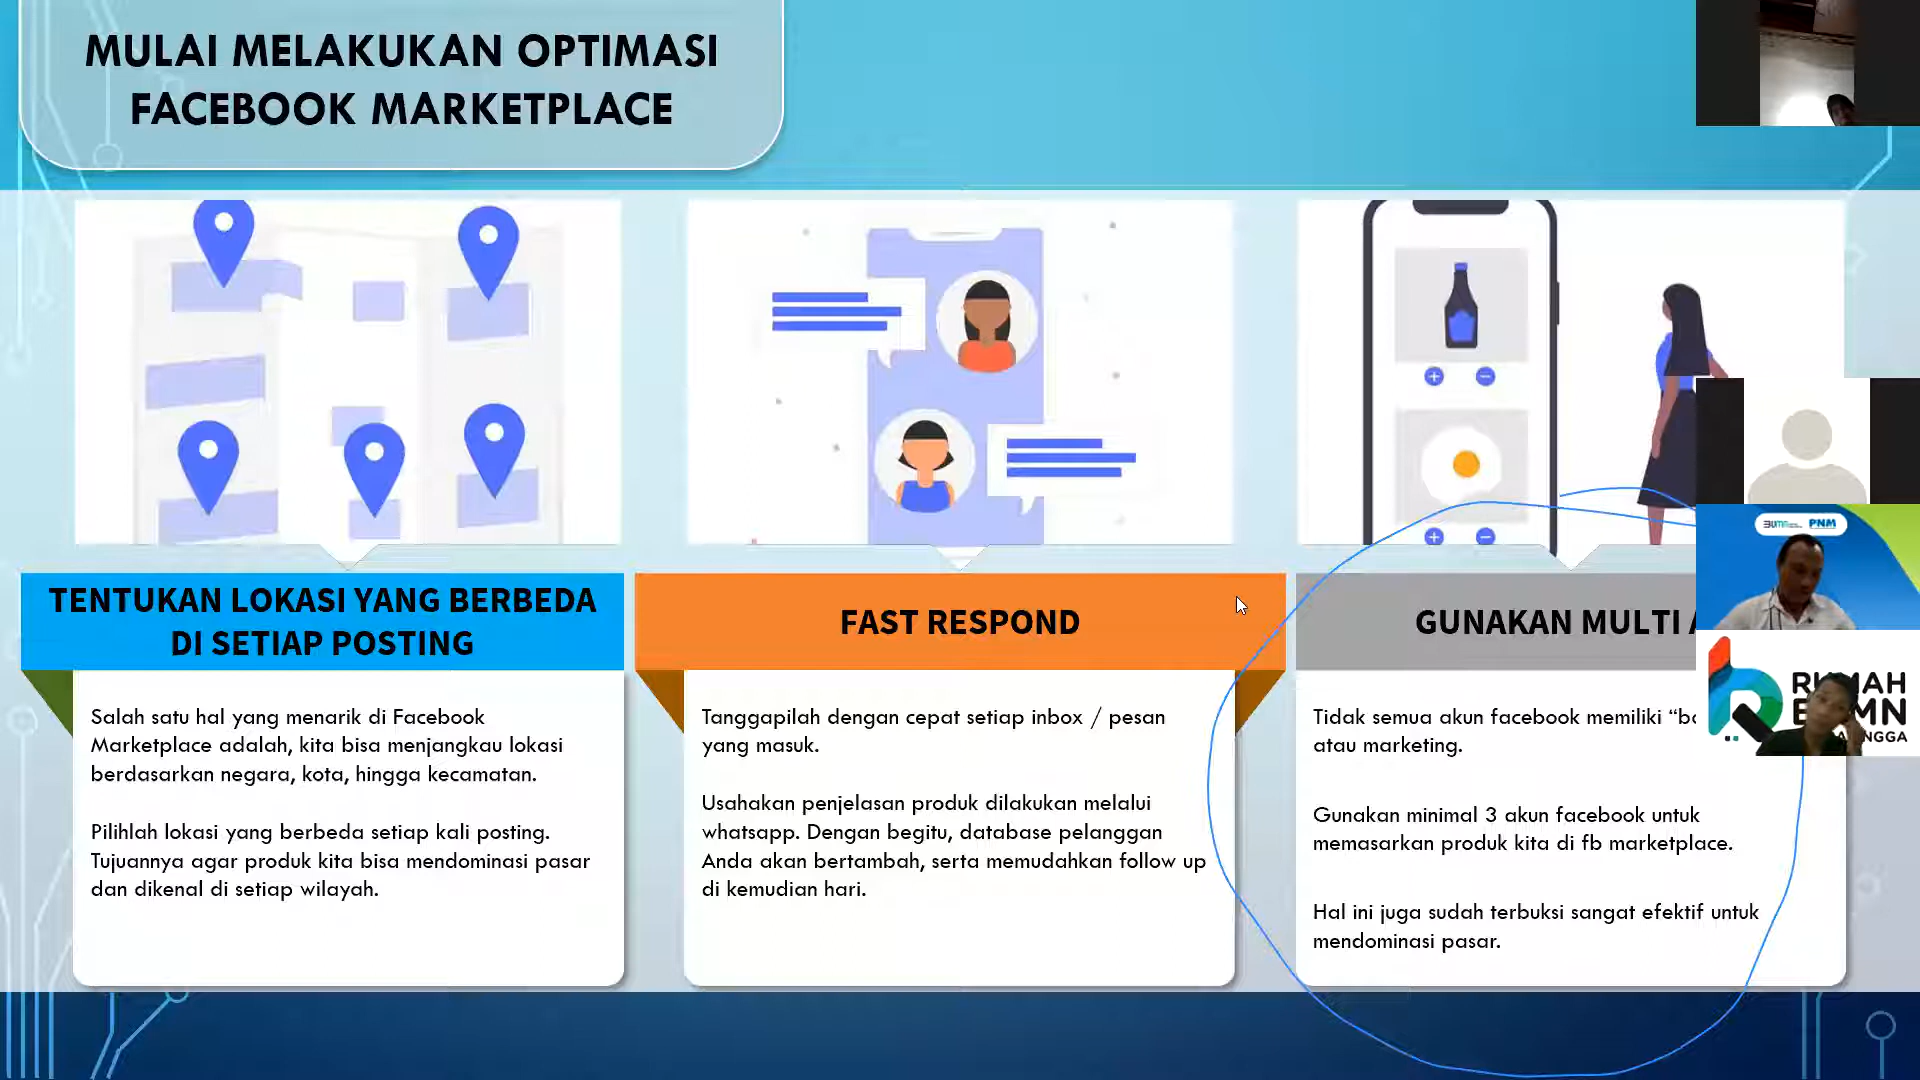 MULAI MELAKUKAN OPTIMASI
FACEBOOK MARKETPLACE
TENTUKAN LOKASI YANG BERBEDA
DI SETIAP POSTING
Salah satu hal yang menarik di Facebook
Marketplace adalah, kita bisa menjangkau lokasi
berdasarkan negara, kota, hingga kecamatan.
Pilihlah lokasi yang berbeda setiap kali posting.
Tujuannya agar produk kita bisa mendominasi pasar
dan dikenal di setiap wilayah.
FAST RESPOND
Tanggapilah dengan cepat setiap inbox / pesan
yang masuk.
Usahakan penjelasan produk dilakukan melalui
whatsapp. Dengan begitu, database pelanggan
Anda akan bertambah, serta memudahkan follow up
di kemudian hari.
GUNAKAN MULTI
Tidak semua akun facebook memiliki
atau marketing.
Gunakan minimal 3 akun facebook untuk
memasarkan produk kita di fb marketplace.
Hal ini juga sudah terbuksi sangat efektif untuk
mendominasi pasar.
PNM